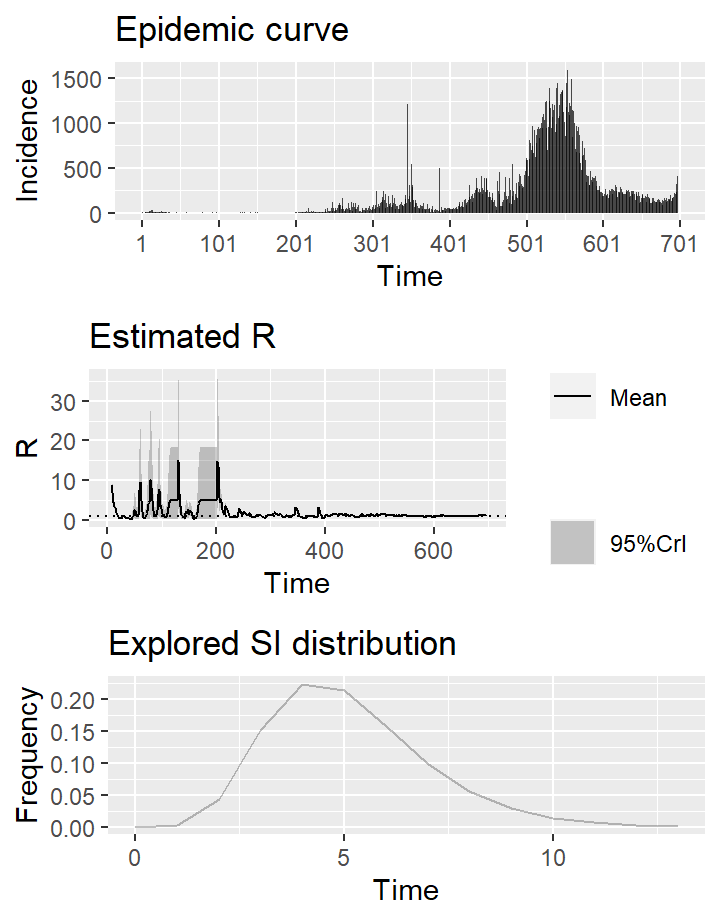 Epidemic curve
1500
1000
500
0
Incidence
1 101 201 301 401 501 601 701
Time
Estimated R
30
20
10
0
R
0 200 400 600
Time
Mean
95%CrI
Explored SI distribution
0.20
0.15
0.10
0.05
0.00
Frequency
0 5 10
Time